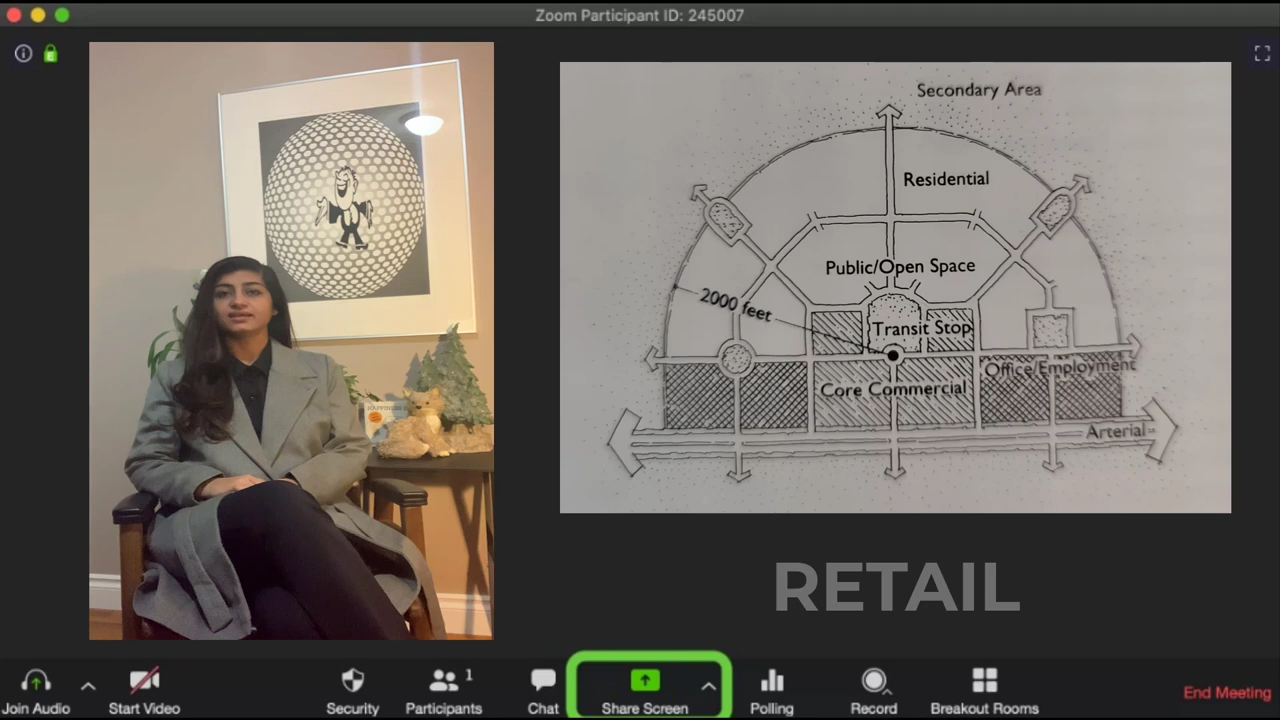 Zoom Participant ID: 245007
E
HAPPINESS
Secondary Area
Residential
Public/Open Space
2000 feet
Transit Stop
Office/Employment
Core Commercial
Arterial
RETAIL
1
Join Audio
Start Video
Security
Participants
Chat
Share Screen
Polling
Record
Breakout Rooms
End Meeting